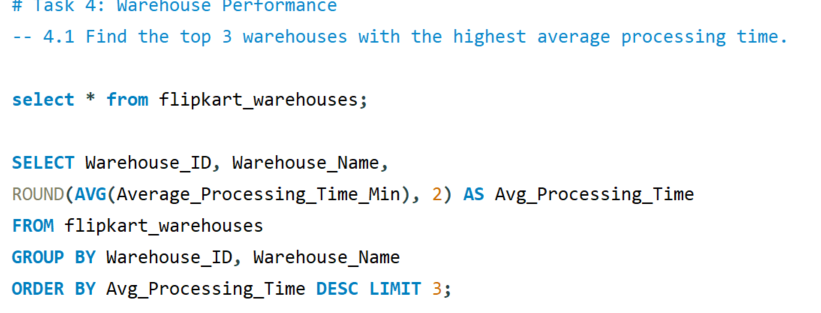 # Task 4: Warehouse Performance
-- 4.1 Find the top 3 warehouses with the highest average processing time.
select * from flipkart_warehouses;
SELECT Warehouse_ID, Warehouse_Name,
ROUND(AVG(Average_Processing_Time_Min), 2) AS Avg_Processing_Time
FROM flipkart_warehouses
GROUP BY Warehouse_ID, Warehouse_Name
ORDER BY Avg_Processing_Time DESC LIMIT 3;